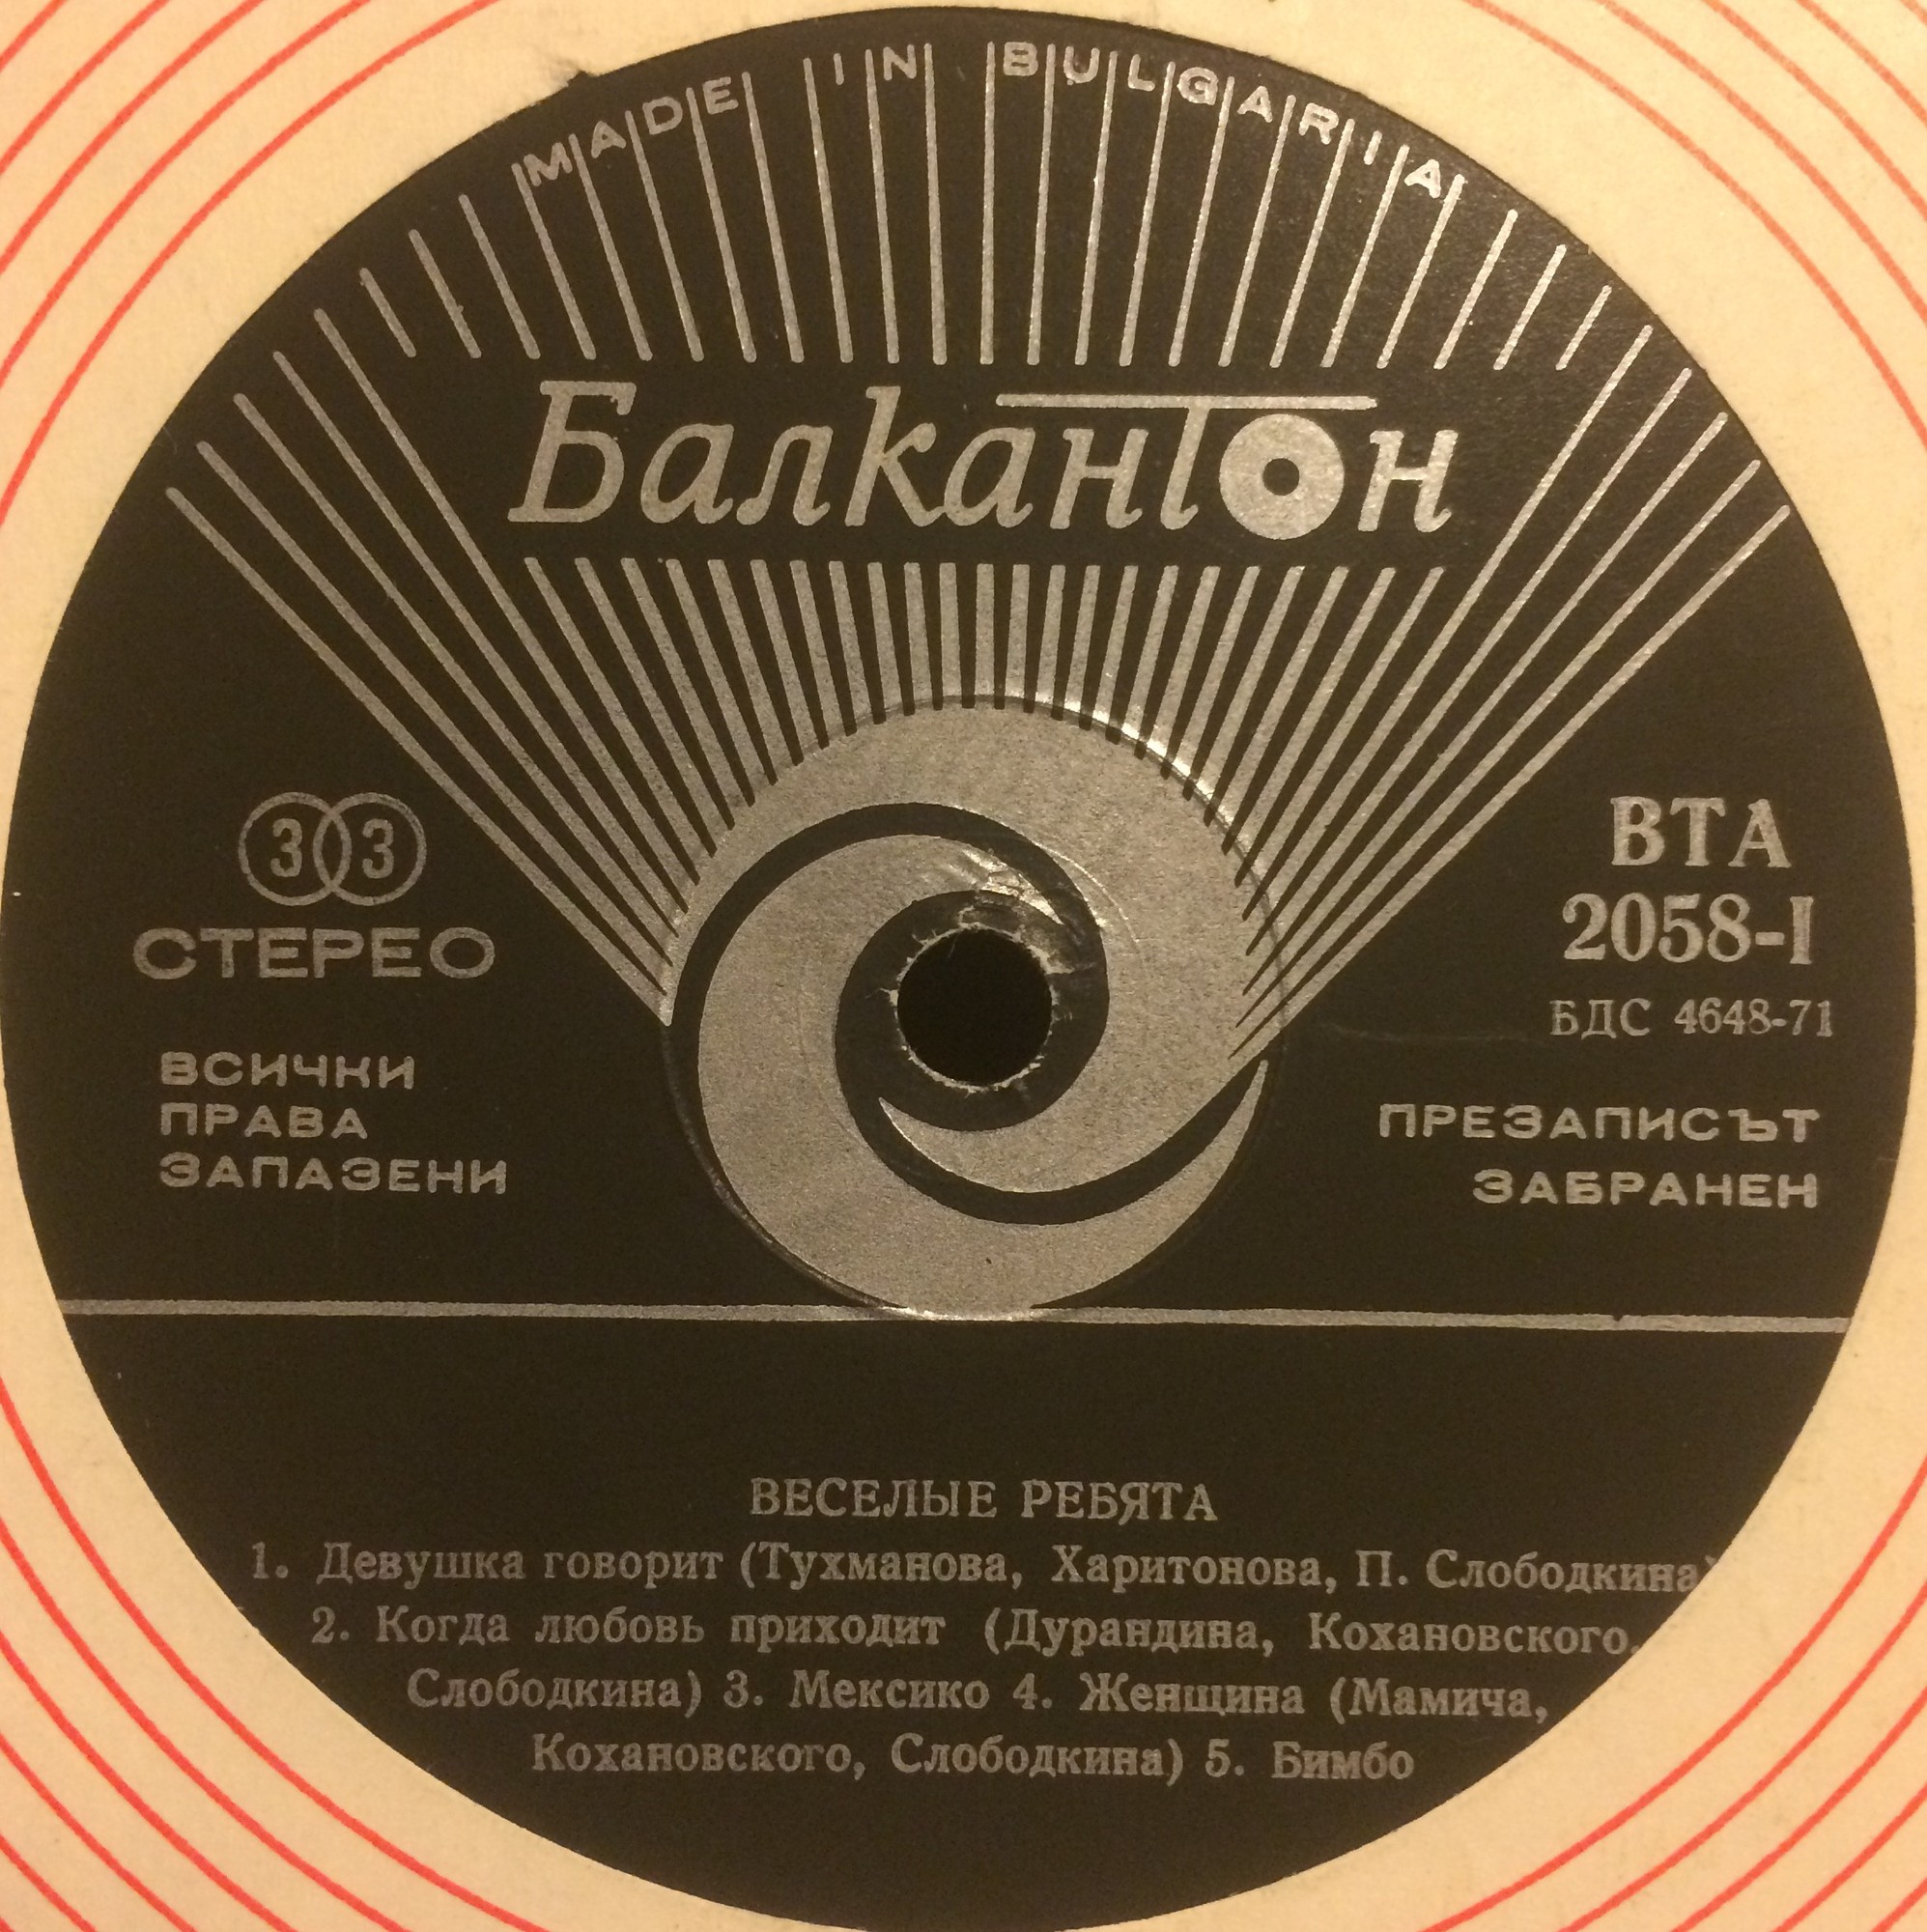 MADE IN BULGARIA
Балкантон
33
СТЕРЕО
ВСИЧКИ
ПРАВА
ЗАПАЗЕНИ
ВТА
2058-I
БДС 4648-71
ПРЕЗАПИСЪТ
ЗАБРАНЕН
ВЕСЕЛЫЕ РЕБЯТА
1. Девушка говорит (Тухманова, Харитонова, П. Слободкина)
2. Когда любовь приходит (Дурандина, Кохановского,
Слободкина) 3. Мексико 4. Женщина (Мамича,
Кохановского, Слободкина) 5. Бимбо